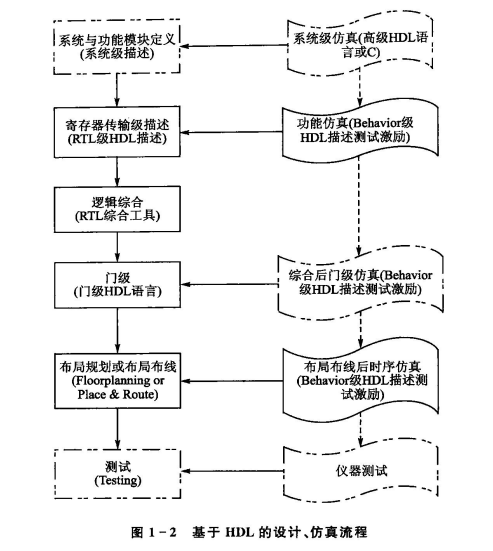 系统与功能模块定义
(系统级描述)
系统级仿真(高级HDL语
言或C)
寄存器传输级描述
(RTL级HDL描述)
功能仿真(Behavior级
HDL描述测试激励)
逻辑综合
(RTL综合工具)
门级
(门级HDL语言)
综合后门级仿真(Behavior
级HDL描述测试激励)
布局规划或布局布线
(Floorplanning or
Place & Route)
布局布线后时序仿真
(Behavior级HDL描述测
试激励)
测试
(Testing)
仪器测试
图 1-2 基于 HDL 的设计、仿真流程